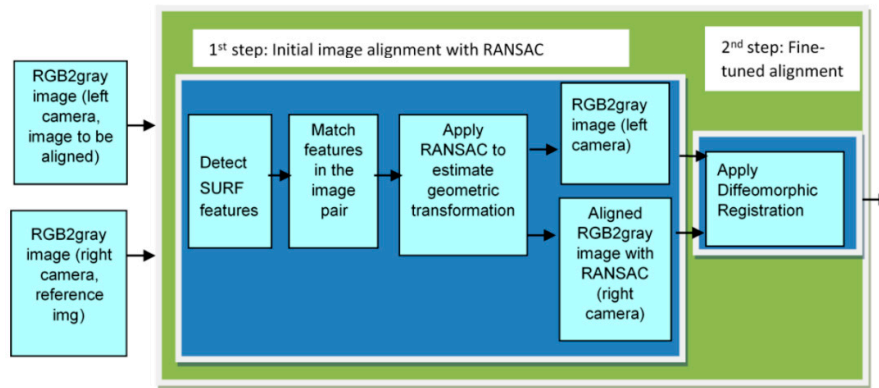 1st step: Initial image alignment with RANSAC
2nd step: Fine-
tuned alignment
RGB2gray
image (left
camera,
image to be
aligned)
RGB2gray
image (right
camera,
reference
img)
Detect
SURF
features
Match
features
in the
image
pair
Apply
RANSAC to
estimate
geometric
transformation
RGB2gray
image (left
camera)
Aligned
RGB2gray
image with
RANSAC
(right
camera)
Apply
Diffeomorphic
Registration